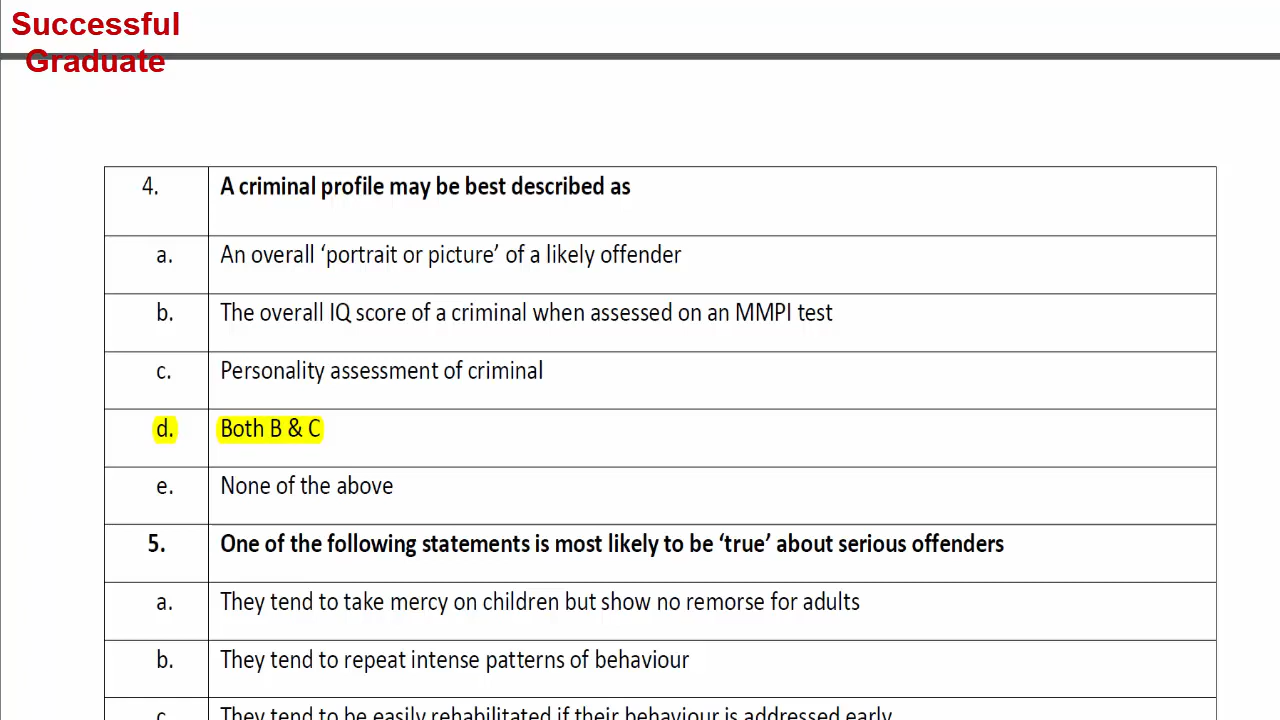 Successful
Graduate
4. A criminal profile may be best described as
a. An overall ‘portrait or picture’ of a likely offender
b. The overall IQ score of a criminal when assessed on an MMPI test
c. Personality assessment of criminal
d. Both B & C
e. None of the above
5. One of the following statements is most likely to be ‘true’ about serious offenders
a. They tend to take mercy on children but show no remorse for adults
b. They tend to repeat intense patterns of behaviour
c. They tend to be easily rehabilitated if their behaviour is addressed early